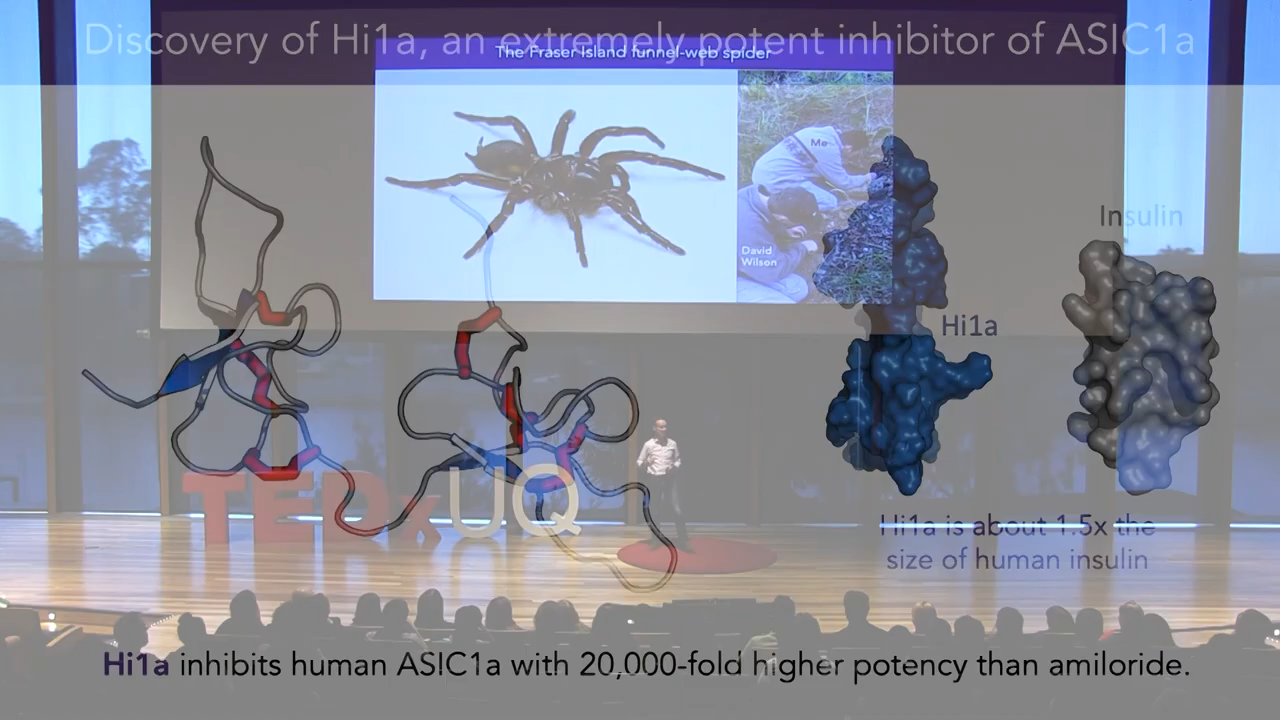 Discovery of Hi1a, an extremely potent inhibitor of ASIC1a
The Fraser Island funnel-web spider
Me
David
Wilson
Insulin
Hi1a
TEDxUQ
Hi1a is about 1.5x the
size of human insulin
Hi1a inhibits human ASIC1a with 20,000-fold higher potency than amiloride.